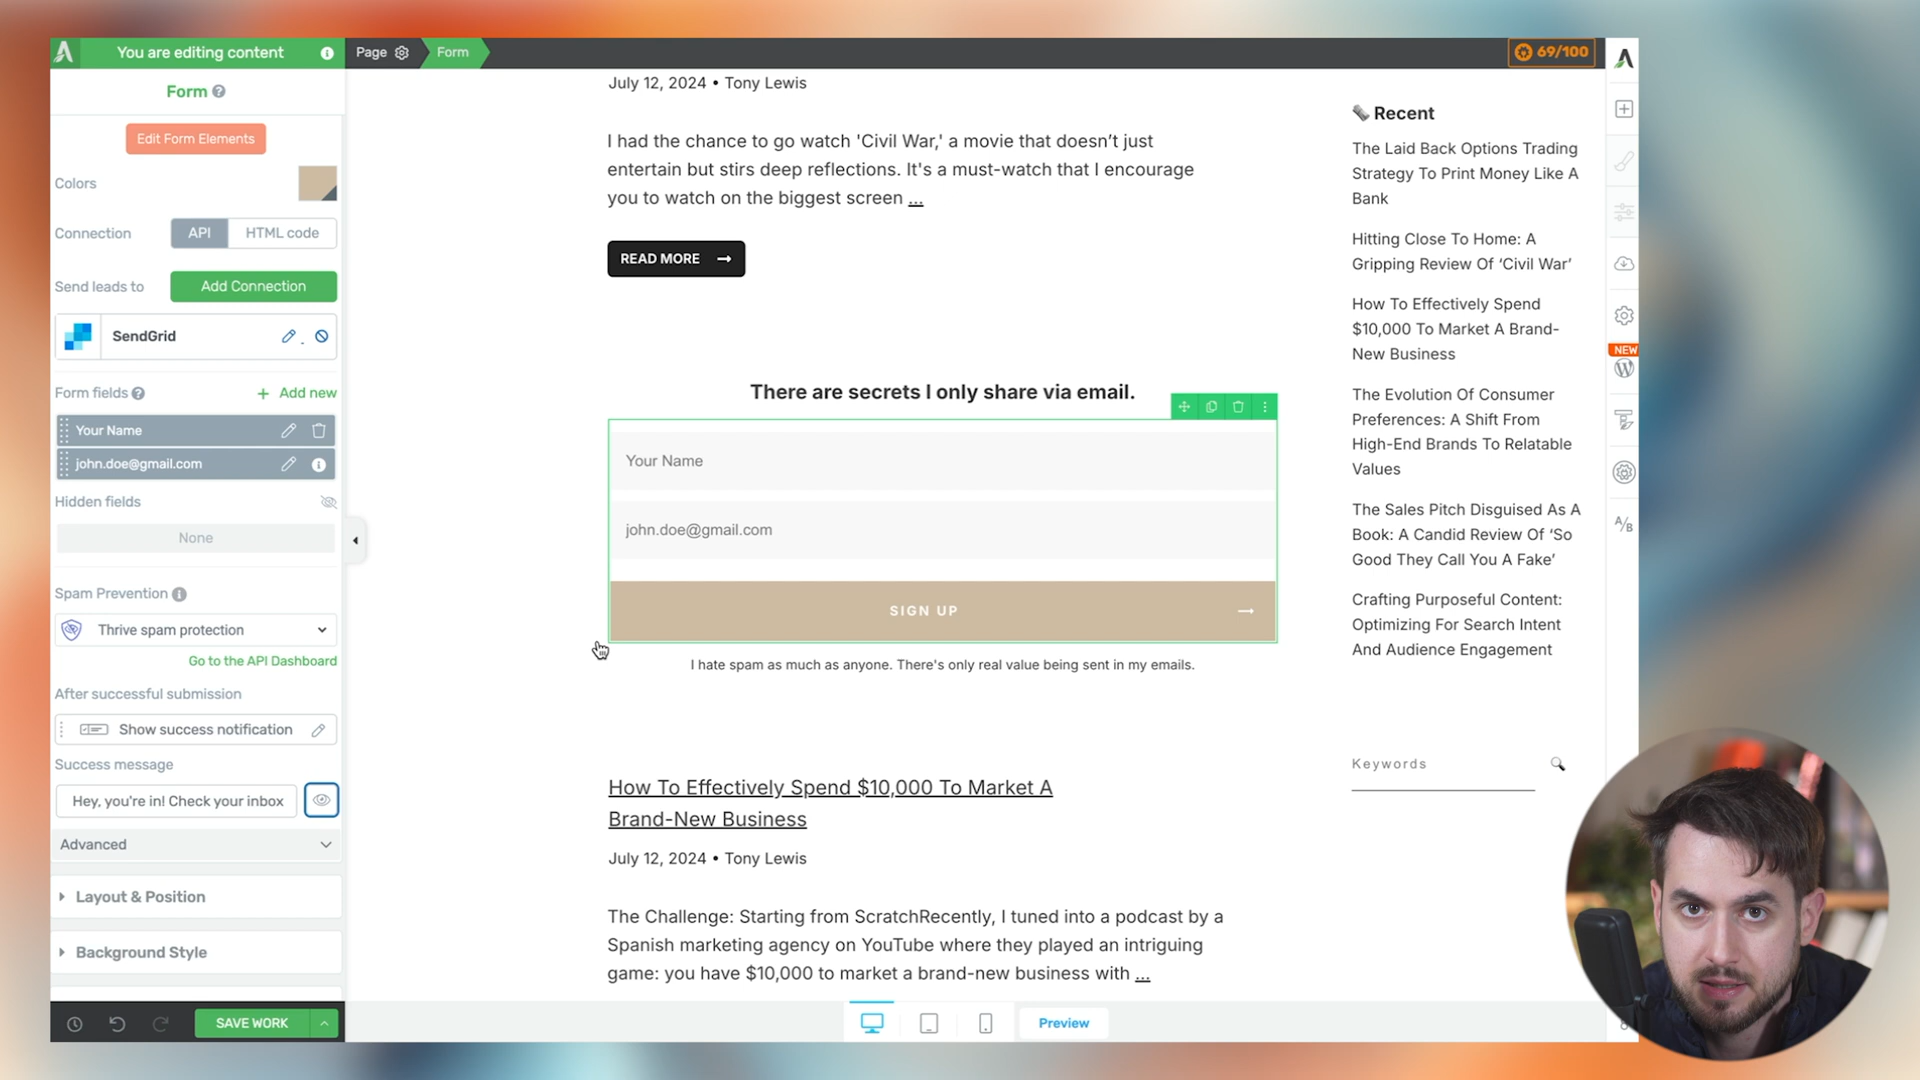 You are editing content
Page
Form
69/100
Form
Edit Form Elements
Colors
Connection
API
HTML code
Send leads to
Add Connection
SendGrid
Form fields
+ Add new
Your Name
john.doe@gmail.com
Hidden fields
None
Spam Prevention
Thrive spam protection
Go to the API Dashboard
After successful submission
Show success notification
Success message
Hey, you're in! Check your inbox
Advanced
Layout & Position
Background Style
SAVE WORK
July 12, 2024 • Tony Lewis
I had the chance to go watch 'Civil War,' a movie that doesn’t just
entertain but stirs deep reflections. It's a must-watch that I encourage
you to watch on the biggest screen ...
READ MORE
There are secrets I only share via email.
Your Name
john.doe@gmail.com
SIGN UP
I hate spam as much as anyone. There's only real value being sent in my emails.
How To Effectively Spend $10,000 To Market A
Brand-New Business
July 12, 2024 • Tony Lewis
The Challenge: Starting from ScratchRecently, I tuned into a podcast by a
Spanish marketing agency on YouTube where they played an intriguing
game: you have $10,000 to market a brand-new business with ...
Preview
Recent
The Laid Back Options Trading
Strategy To Print Money Like A
Bank
Hitting Close To Home: A
Gripping Review Of ‘Civil War’
How To Effectively Spend
$10,000 To Market A Brand-
New Business
The Evolution Of Consumer
Preferences: A Shift From
High-End Brands To Relatable
Values
The Sales Pitch Disguised As A
Book: A Candid Review Of ‘So
Good They Call You A Fake’
Crafting Purposeful Content:
Optimizing For Search Intent
And Audience Engagement
Keywords
NEW
A/B